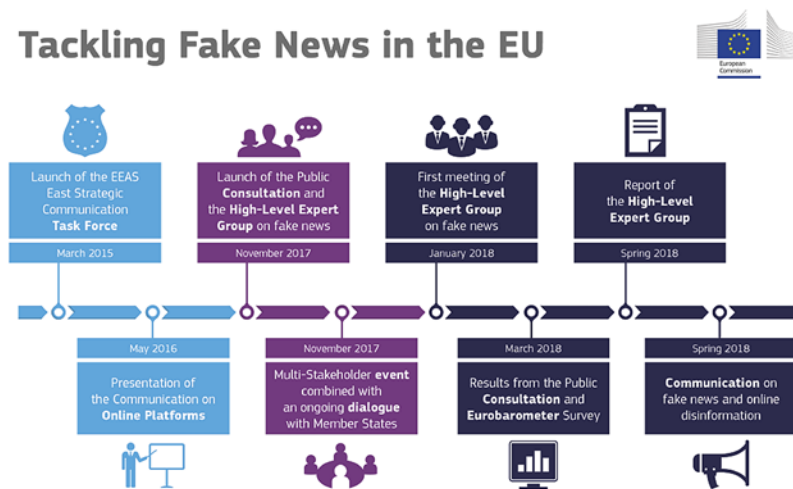 Tackling Fake News in the EU
European
Commission
Launch of the EEAS
East Strategic
Communication
Task Force
March 2015
Launch of the Public
Consultation and
the High-Level Expert
Group on fake news
November 2017
First meeting of
the High-Level
Expert Group
on fake news
January 2018
Report of
the High-Level
Expert Group
Spring 2018
May 2016
Presentation of
the Communication on
Online Platforms
November 2017
Multi-Stakeholder event
combined with
an ongoing dialogue
with Member States
March 2018
Results from the Public
Consultation and
Eurobarometer Survey
Spring 2018
Communication on
fake news and online
disinformation